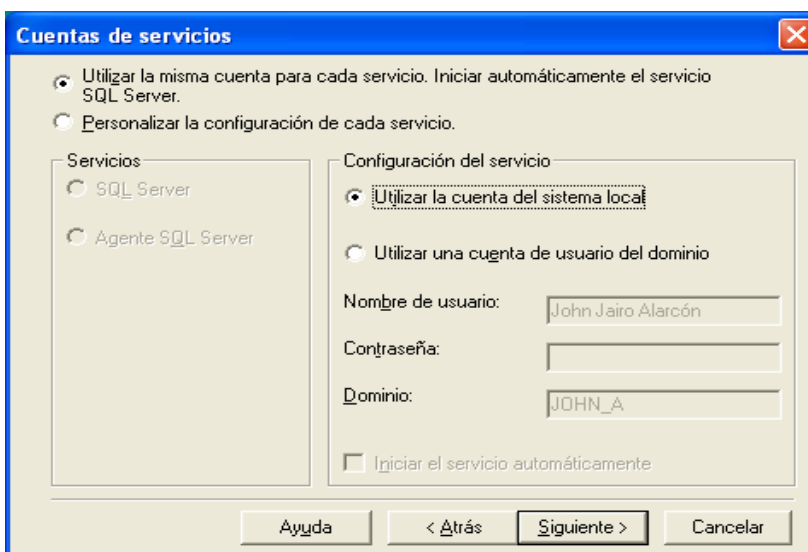 Cuentas de servicios
Utilizar la misma cuenta para cada servicio. Iniciar automáticamente el servicio
SQL Server.
Personalizar la configuración de cada servicio.
Servicios
SQL Server
Agente SQL Server
Configuración del servicio
Utilizar la cuenta del sistema local
Utilizar una cuenta de usuario del dominio
Nombre de usuario: John Jairo Alarcón
Contraseña:
Dominio: JOHN_A
Iniciar el servicio automáticamente
Ayuda < Atrás Siguiente > Cancelar